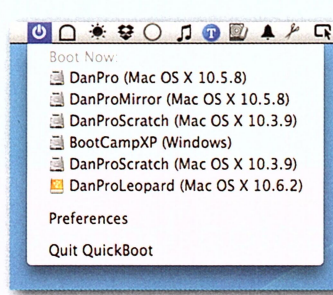 Boot Now:
DanPro (Mac OS X 10.5.8)
DanProMirror (Mac OS X 10.5.8)
DanProScratch (Mac OS X 10.3.9)
BootCampXP (Windows)
DanProScratch (Mac OS X 10.3.9)
DanProLeopard (Mac OS X 10.6.2)
Preferences
Quit QuickBoot